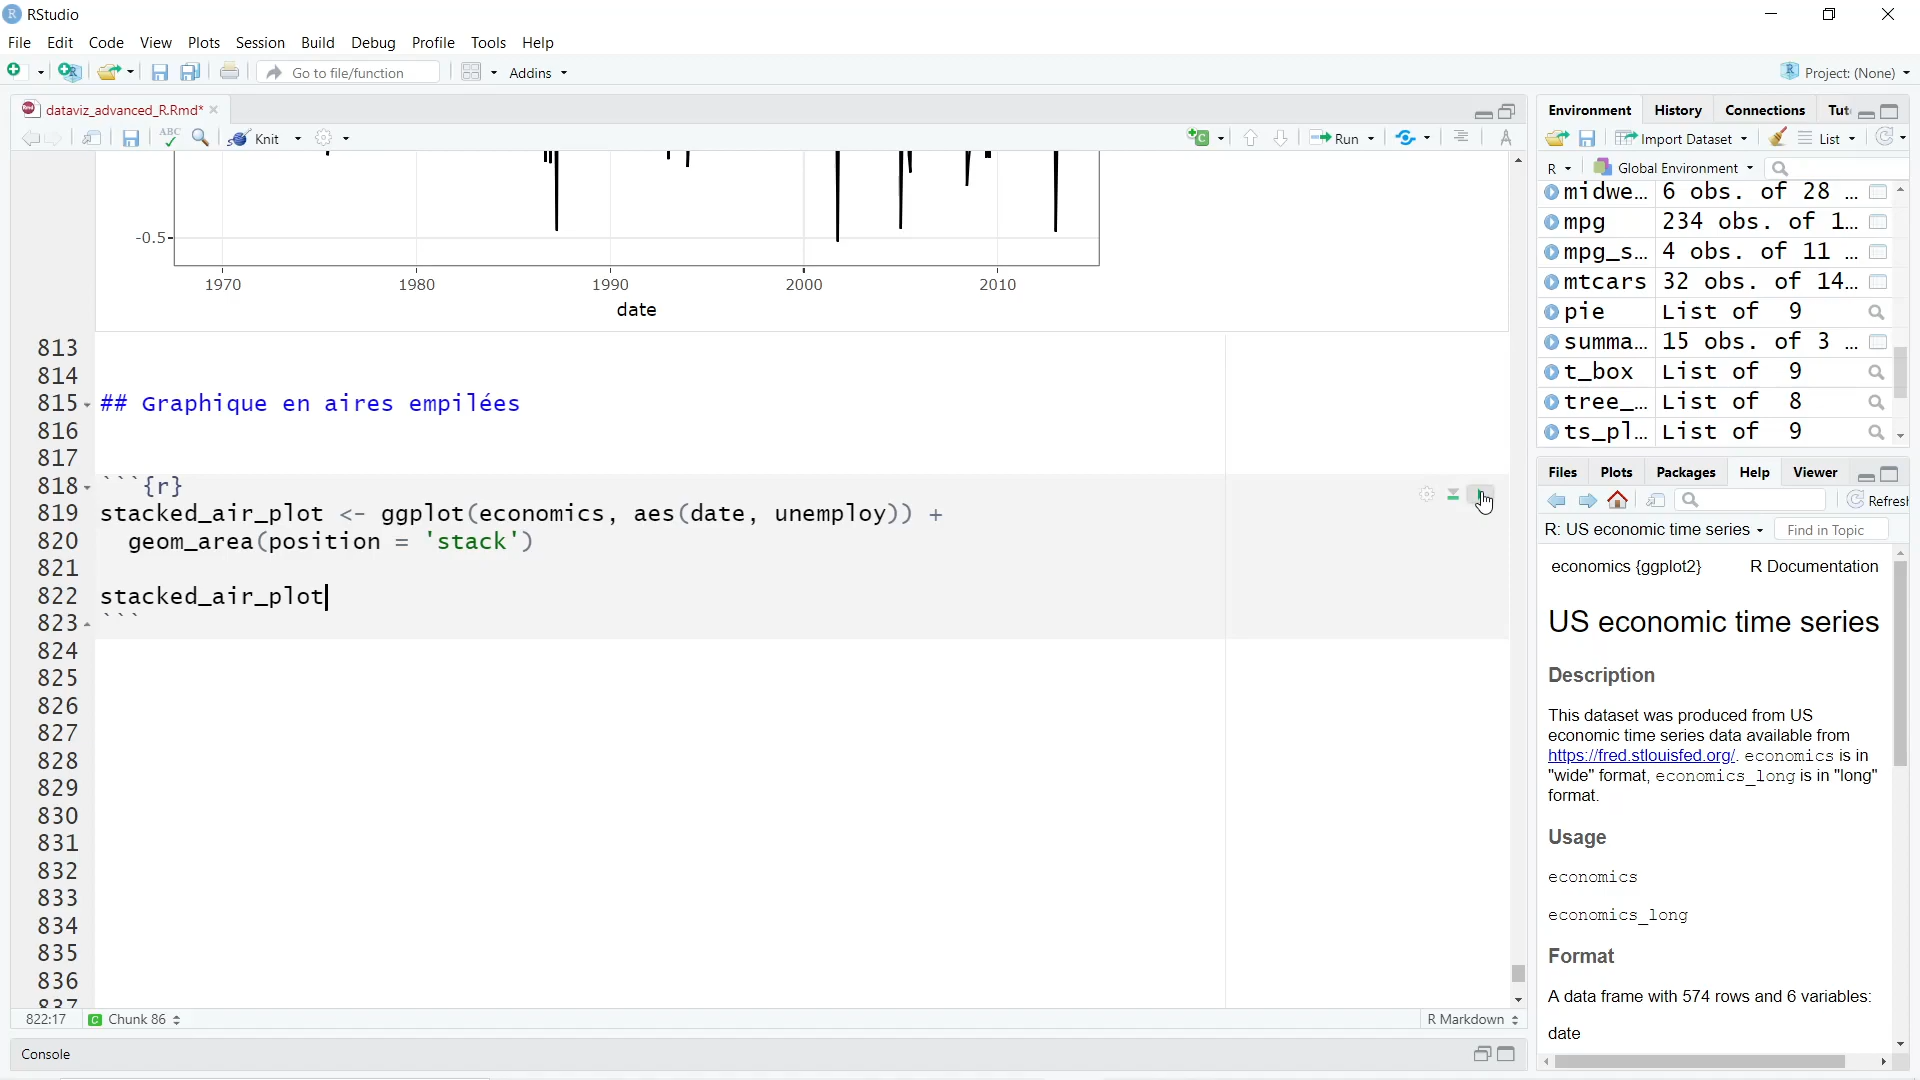 RStudio
File Edit Code View Plots Session Build Debug Profile Tools Help
Go to file/function Addins Project: (None)
dataviz_advanced_R.Rmd*
ABC Knit Run
-0.5
1970 1980 1990 2000 2010
date
813
814
815 ## Graphique en aires empilées
816
817
818 ```{r}
819 stacked_air_plot <- ggplot(economics, aes(date, unemploy)) +
820 geom_area(position = 'stack')
821
822 stacked_air_plot
823 ```
824
825
826
827
828
829
830
831
832
833
834
835
836
837
822:17 Chunk 86 R Markdown
Console
Environment History Connections Tut
Import Dataset List
R Global Environment
midwe... 6 obs. of 28 ...
mpg 234 obs. of 1...
mpg_s... 4 obs. of 11 ...
mtcars 32 obs. of 14...
pie List of 9
summa... 15 obs. of 3 ...
t_box List of 9
tree_... List of 8
ts_pl... List of 9
Files Plots Packages Help Viewer
Refresh
R: US economic time series Find in Topic
economics {ggplot2} R Documentation
US economic time series
Description
This dataset was produced from US
economic time series data available from
https://fred.stlouisfed.org/. economics is in
"wide" format, economics_long is in "long"
format.
Usage
economics
economics_long
Format
A data frame with 574 rows and 6 variables:
date